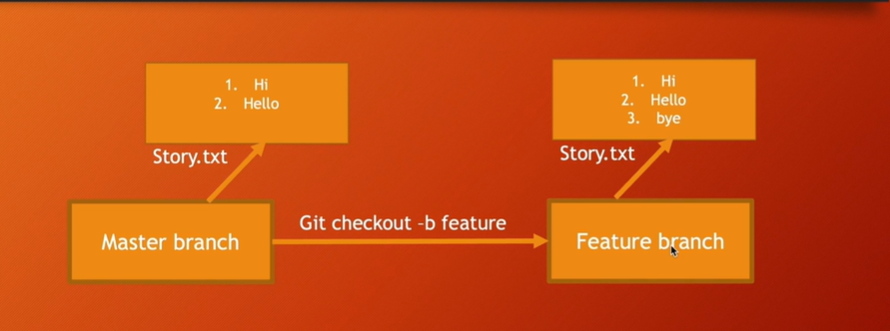 1. Hi
2. Hello
Story.txt
Master branch
Git checkout –b feature
1. Hi
2. Hello
3. bye
Story.txt
Feature branch